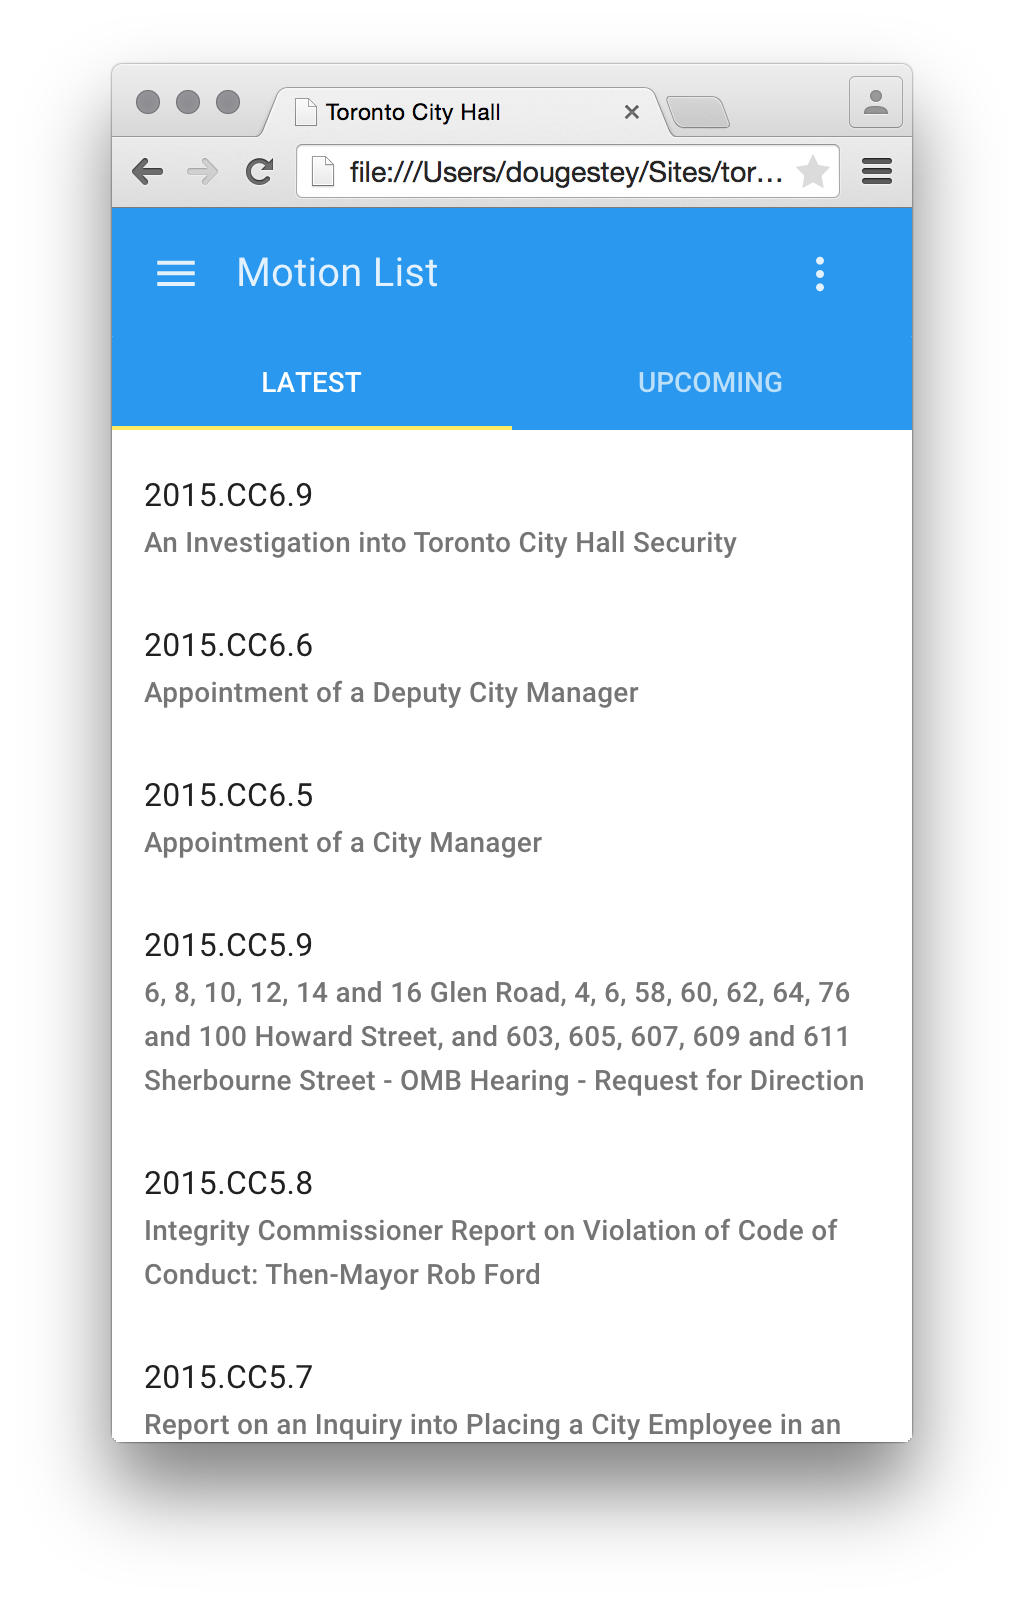 Toronto City Hall
file:///Users/dougestey/Sites/tor...
Motion List
LATEST
UPCOMING
2015.CC6.9
An Investigation into Toronto City Hall Security
2015.CC6.6
Appointment of a Deputy City Manager
2015.CC6.5
Appointment of a City Manager
2015.CC5.9
6, 8, 10, 12, 14 and 16 Glen Road, 4, 6, 58, 60, 62, 64, 76
and 100 Howard Street, and 603, 605, 607, 609 and 611
Sherbourne Street - OMB Hearing - Request for Direction
2015.CC5.8
Integrity Commissioner Report on Violation of Code of
Conduct: Then-Mayor Rob Ford
2015.CC5.7
Report on an Inquiry into Placing a City Employee in an